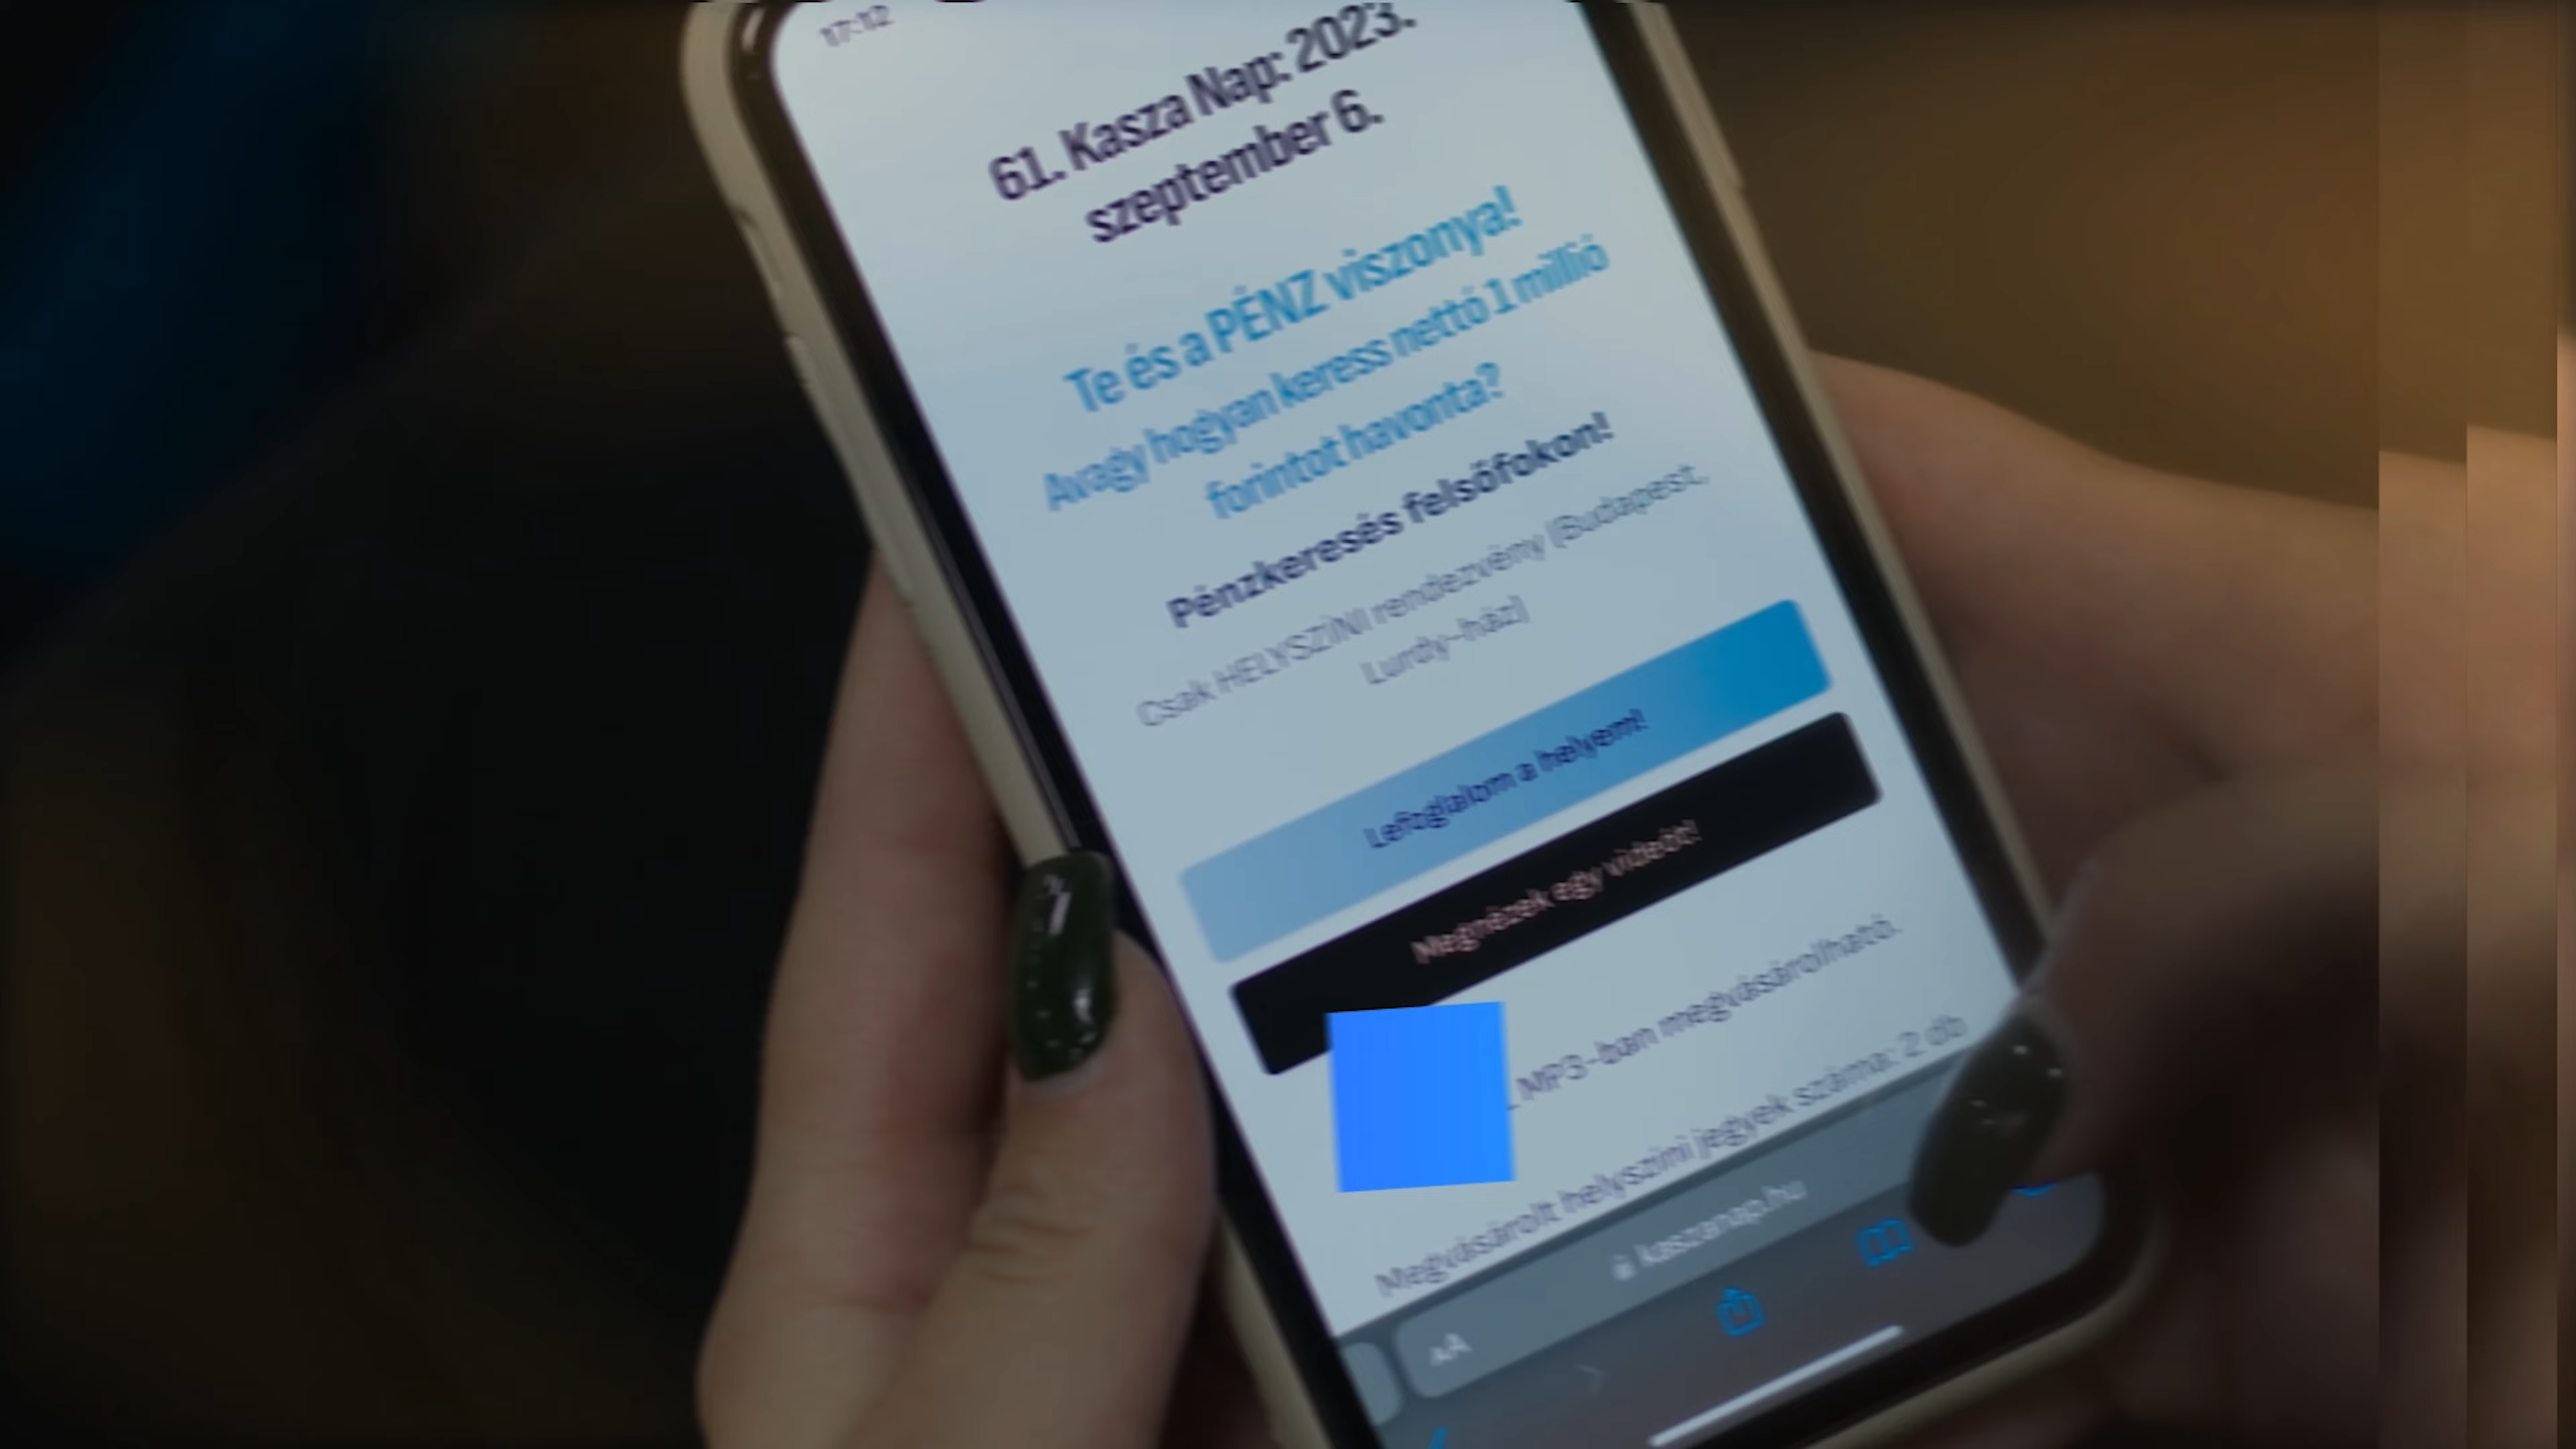 17:12
61. Kasza Nap: 2023.
szeptember 6.
Te és a PÉNZ viszonya!
Avagy hogyan keress nettó 1 millió
forintot havonta?
Pénzkeresés felsőfokon!
Csak HELYSZÍNI rendezvény (Budapest,
Lurdy-ház)
Lefoglalom a helyem!
Megnézek egy videót!
MP3-ban megvásárolható.
Megvásárolt helyszíni jegyek száma: 2 db
kaszanap.hu
AA